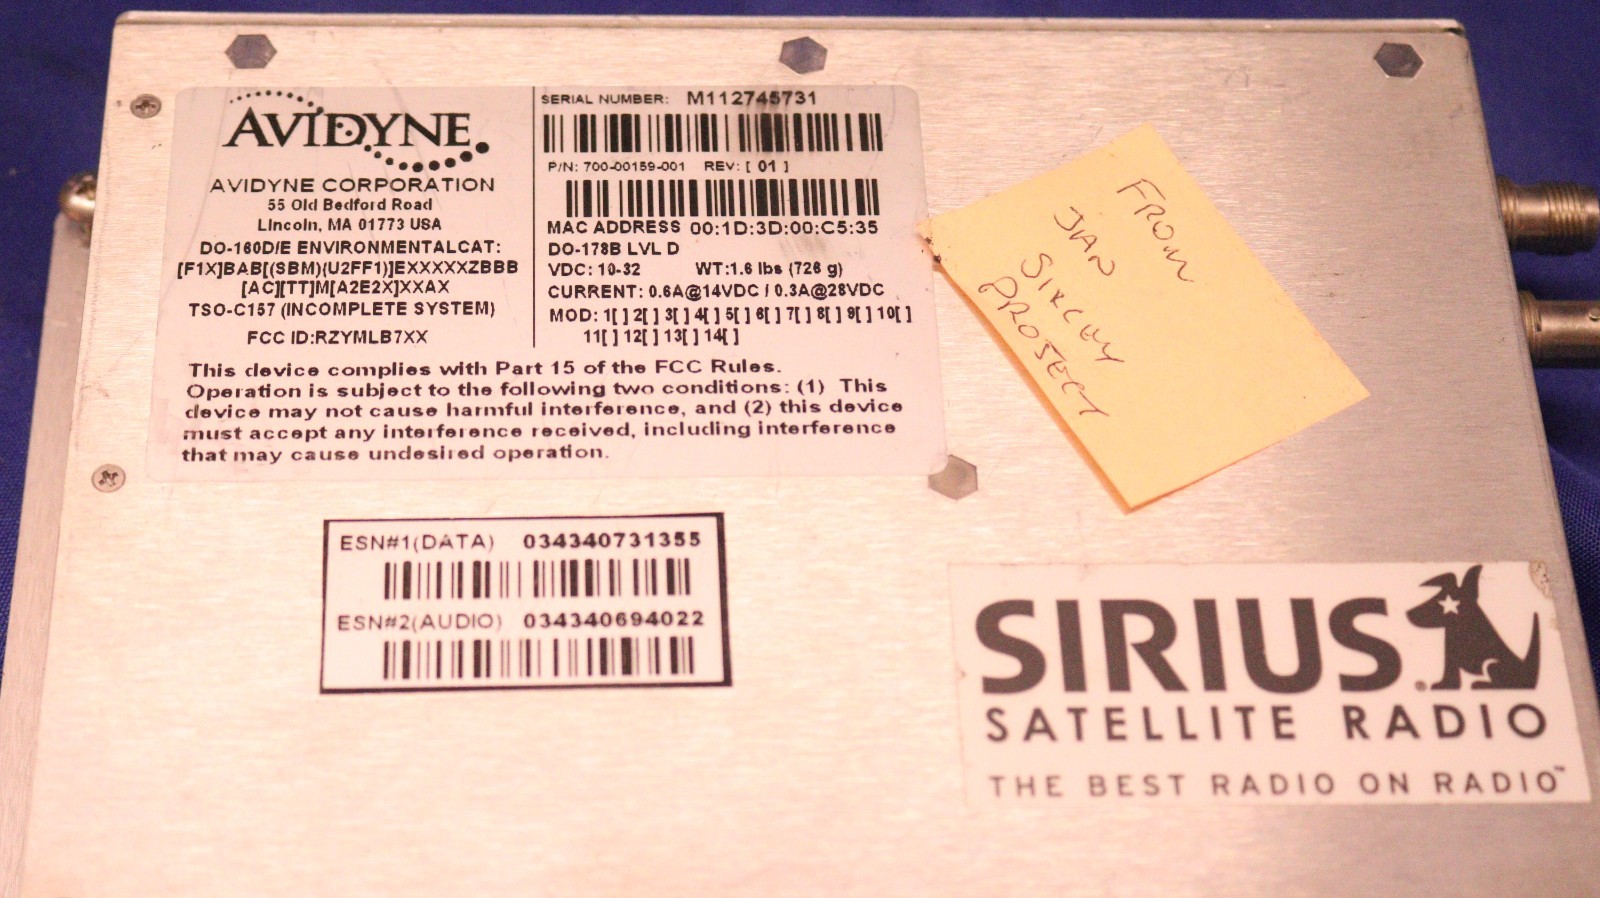 AVIDYNE
AVIDYNE CORPORATION
55 Old Bedford Road
Lincoln, MA 01773 USA
DO-160D/E ENVIRONMENTALCAT:
[F1X]BAB[(SBM)(U2FF1)]EXXXXXZBBB
[AC][TT]M[A2E2X]XXAX
TSO-C157 (INCOMPLETE SYSTEM)
FCC ID:RZYMLB7XX
SERIAL NUMBER: M112745731
P/N: 700-00159-001 REV: [ 01 ]
MAC ADDRESS 00:1D:3D:00:C5:35
DO-178B LVL D
VDC: 10-32 WT:1.6 lbs (726 g)
CURRENT: 0.6A@14VDC / 0.3A@28VDC
MOD: 1[ ] 2[ ] 3[ ] 4[ ] 5[ ] 6[ ] 7[ ] 8[ ] 9[ ] 10[ ]
11[ ] 12[ ] 13[ ] 14[ ]
This device complies with Part 15 of the FCC Rules.
Operation is subject to the following two conditions: (1) This
device may not cause harmful interference, and (2) this device
must accept any interference received, including interference
that may cause undesired operation.
FROM
JAN
SIRCHY
PROJECT
ESN#1(DATA) 034340731355
ESN#2(AUDIO) 034340694022
SIRIUS
SATELLITE RADIO
THE BEST RADIO ON RADIO™